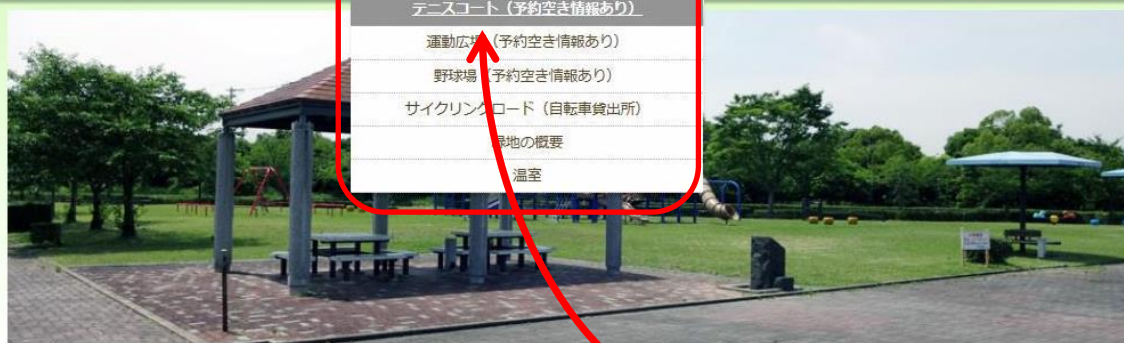 テニスコート（予約空き情報あり）
運動広場（予約空き情報あり）
野球場（予約空き情報あり）
サイクリングロード（自転車貸出所）
緑地の概要
温室